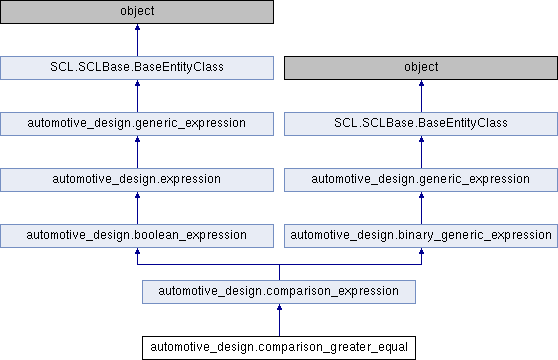 object
SCL.SCLBase.BaseEntityClass
object
automotive_design.generic_expression
SCL.SCLBase.BaseEntityClass
automotive_design.expression
automotive_design.generic_expression
automotive_design.boolean_expression
automotive_design.binary_generic_expression
automotive_design.comparison_expression
automotive_design.comparison_greater_equal